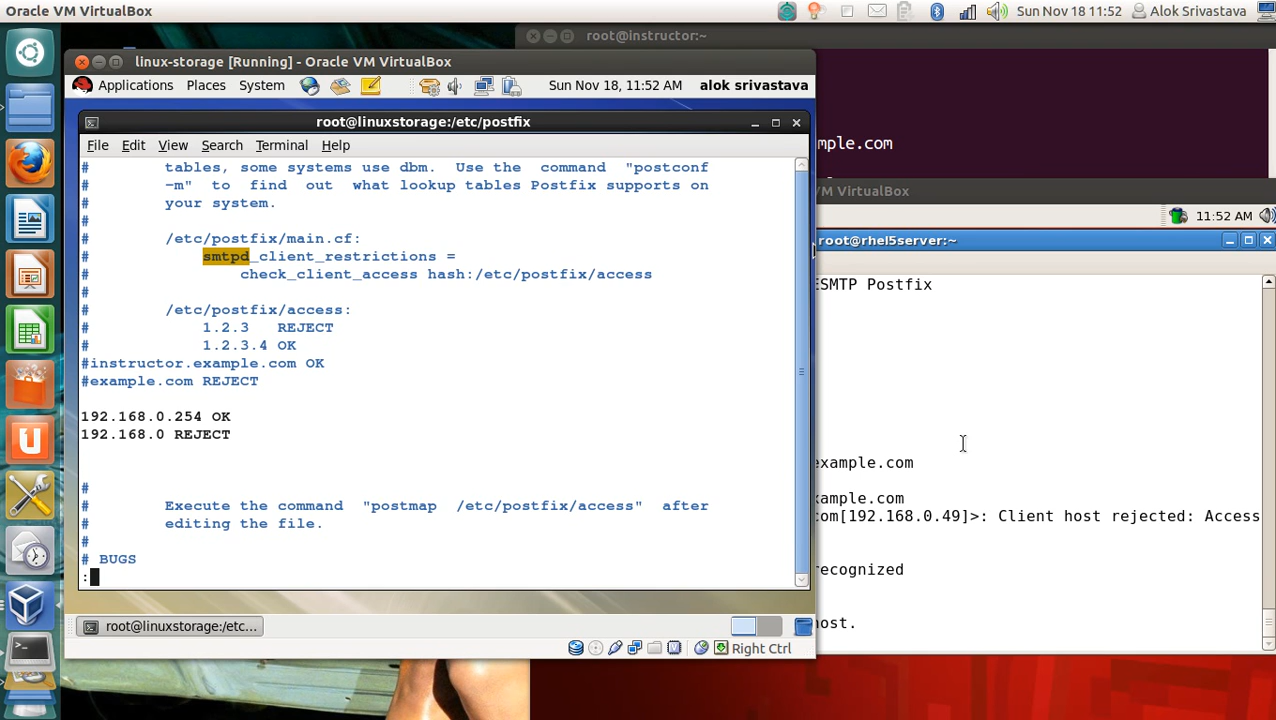 Oracle VM VirtualBox
Sun Nov 18 11:52
Alok Srivastava
root@instructor:~
linux-storage [Running] - Oracle VM VirtualBox
Applications Places System
Sun Nov 18, 11:52 AM
alok srivastava
root@linuxstorage:/etc/postfix
File Edit View Search Terminal Help
# tables, some systems use dbm. Use the command "postconf
# -m" to find out what lookup tables Postfix supports on
# your system.
#
# /etc/postfix/main.cf:
# smtpd_client_restrictions =
# check_client_access hash:/etc/postfix/access
#
# /etc/postfix/access:
# 1.2.3 REJECT
# 1.2.3.4 OK
#instructor.example.com OK
#example.com REJECT
192.168.0.254 OK
192.168.0 REJECT
#
# Execute the command "postmap /etc/postfix/access" after
# editing the file.
#
# BUGS
:
root@linuxstorage:/etc...
Right Ctrl
mple.com
VM VirtualBox
11:52 AM
root@rhel5server:~
ESMTP Postfix
example.com
xample.com
com[192.168.0.49]>: Client host rejected: Access
recognized
host.